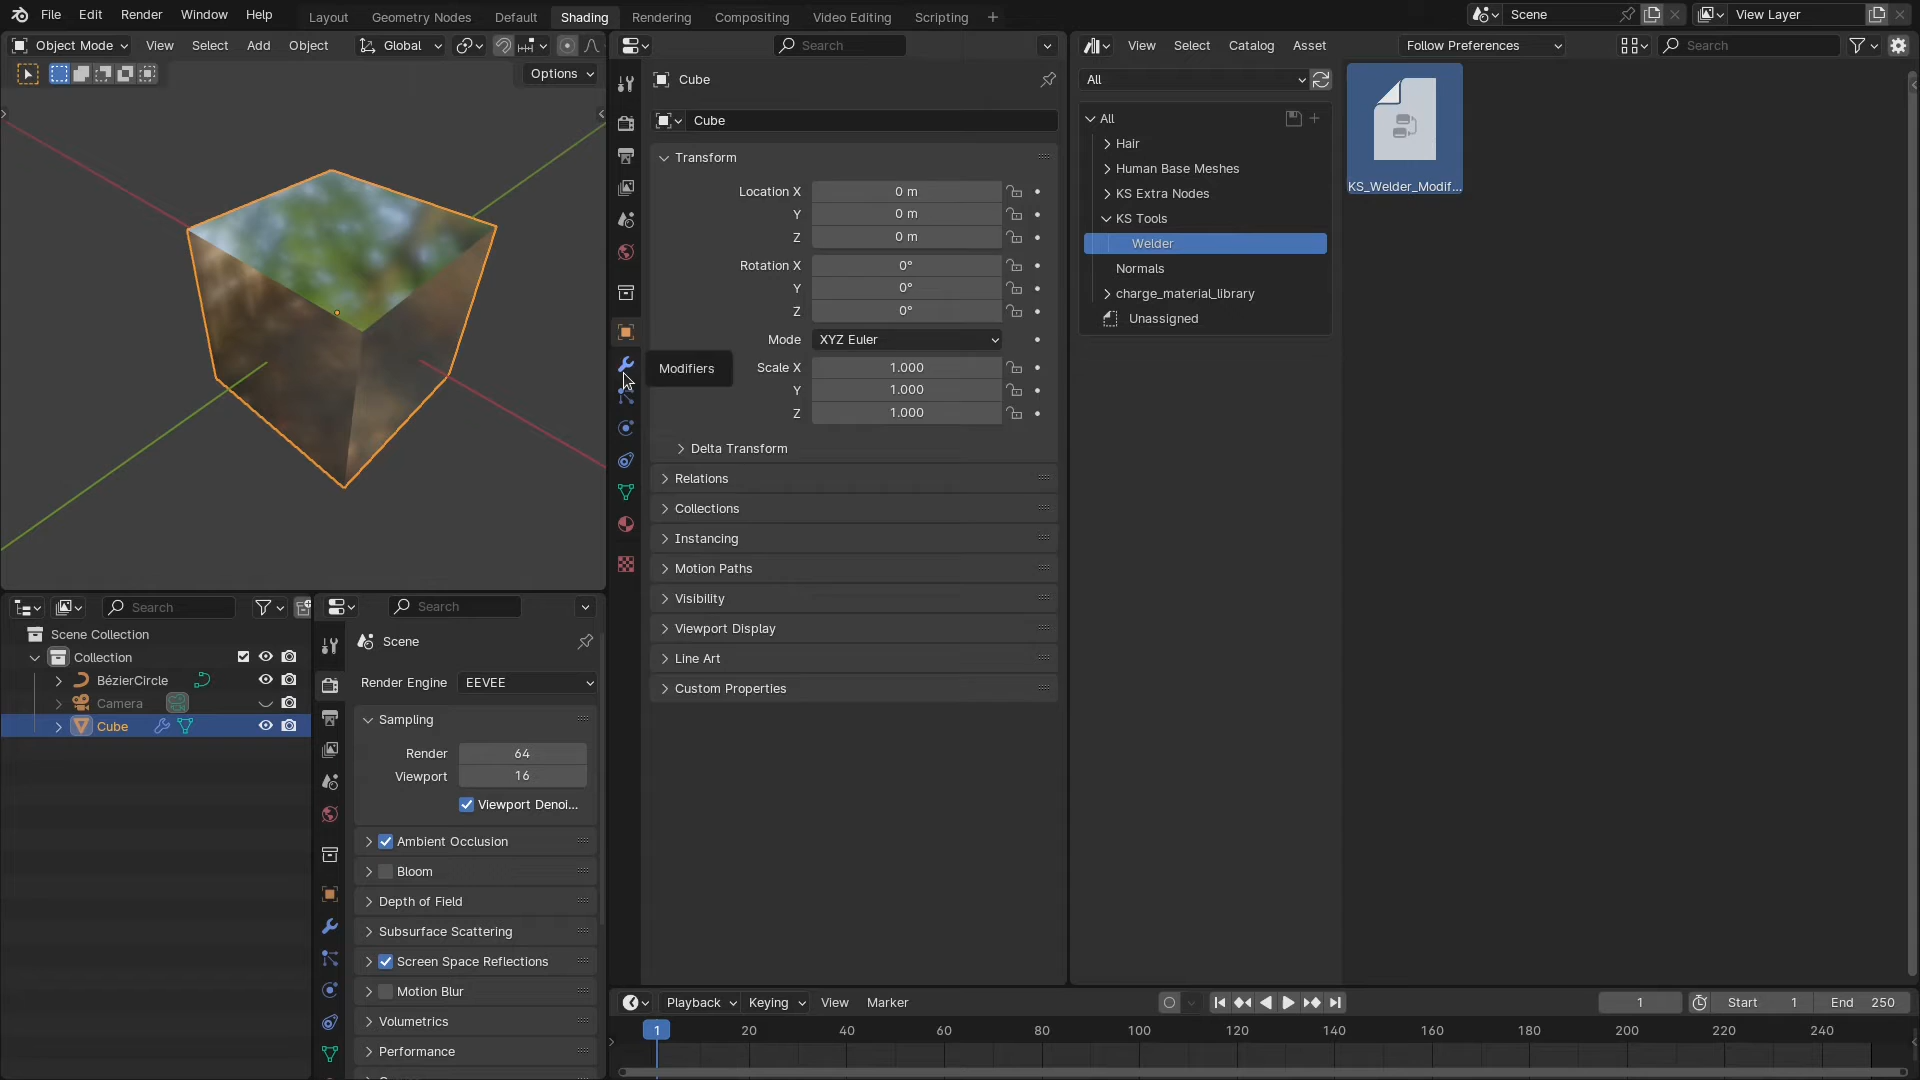 File Edit Render Window Help Layout Geometry Nodes Default Shading Rendering Compositing Video Editing Scripting + Scene View Layer
Object Mode View Select Add Object Global
Options
Search
Cube
Cube
Transform
Location X 0 m
Y 0 m
Z 0 m
Rotation X 0°
Y 0°
Z 0°
Mode XYZ Euler
Modifiers
Scale X 1.000
Y 1.000
Z 1.000
Delta Transform
Relations
Collections
Instancing
Motion Paths
Visibility
Viewport Display
Line Art
Custom Properties
View Select Catalog Asset Follow Preferences Search
All
All
Hair
Human Base Meshes
KS Extra Nodes
KS Tools
Welder
Normals
charge_material_library
Unassigned
KS_Welder_Modif...
Search
Scene Collection
Collection
BézierCircle
Camera
Cube
Search
Scene
Render Engine EEVEE
Sampling
Render 64
Viewport 16
Viewport Denoi...
Ambient Occlusion
Bloom
Depth of Field
Subsurface Scattering
Screen Space Reflections
Motion Blur
Volumetrics
Performance
Playback Keying View Marker 1 Start 1 End 250
1 20 40 60 80 100 120 140 160 180 200 220 240